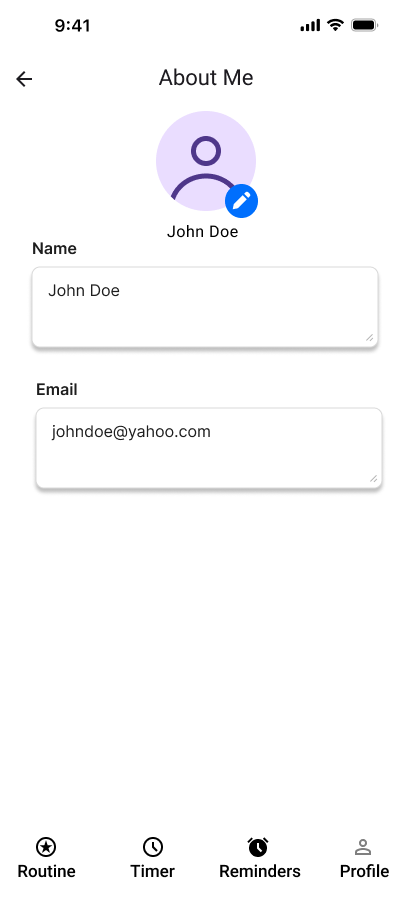 9:41
About Me
John Doe
Name
John Doe
Email
johndoe@yahoo.com
Routine Timer Reminders Profile